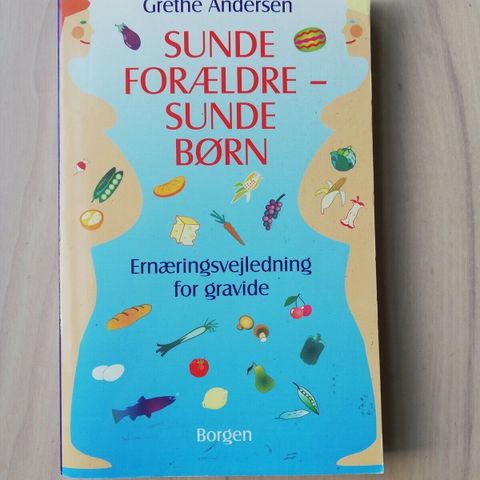 Grethe Andersen
SUNDE
FORÆLDRE –
SUNDE
BØRN
Ernæringsvejledning
for gravide
Borgen